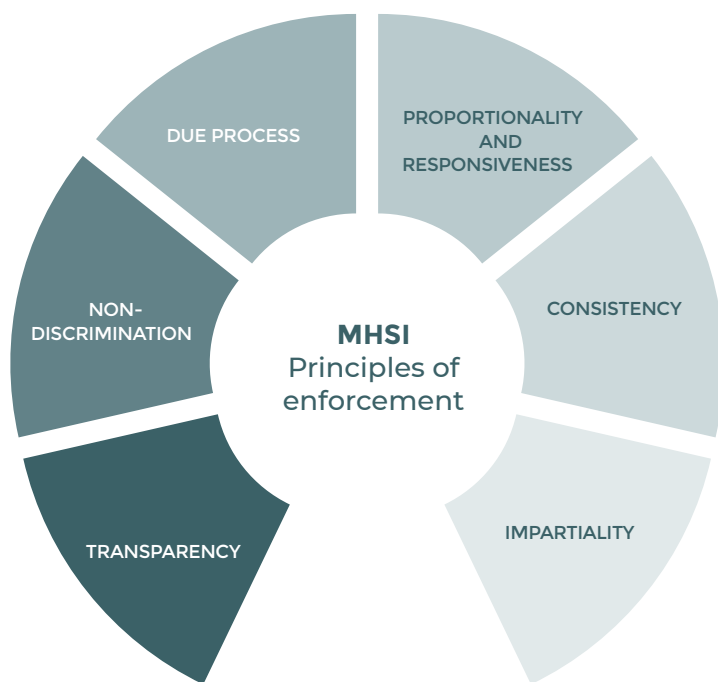 DUE PROCESS
PROPORTIONALITY
AND
RESPONSIVENESS
NON-
DISCRIMINATION
MHSI
Principles of
enforcement
CONSISTENCY
TRANSPARENCY
IMPARTIALITY